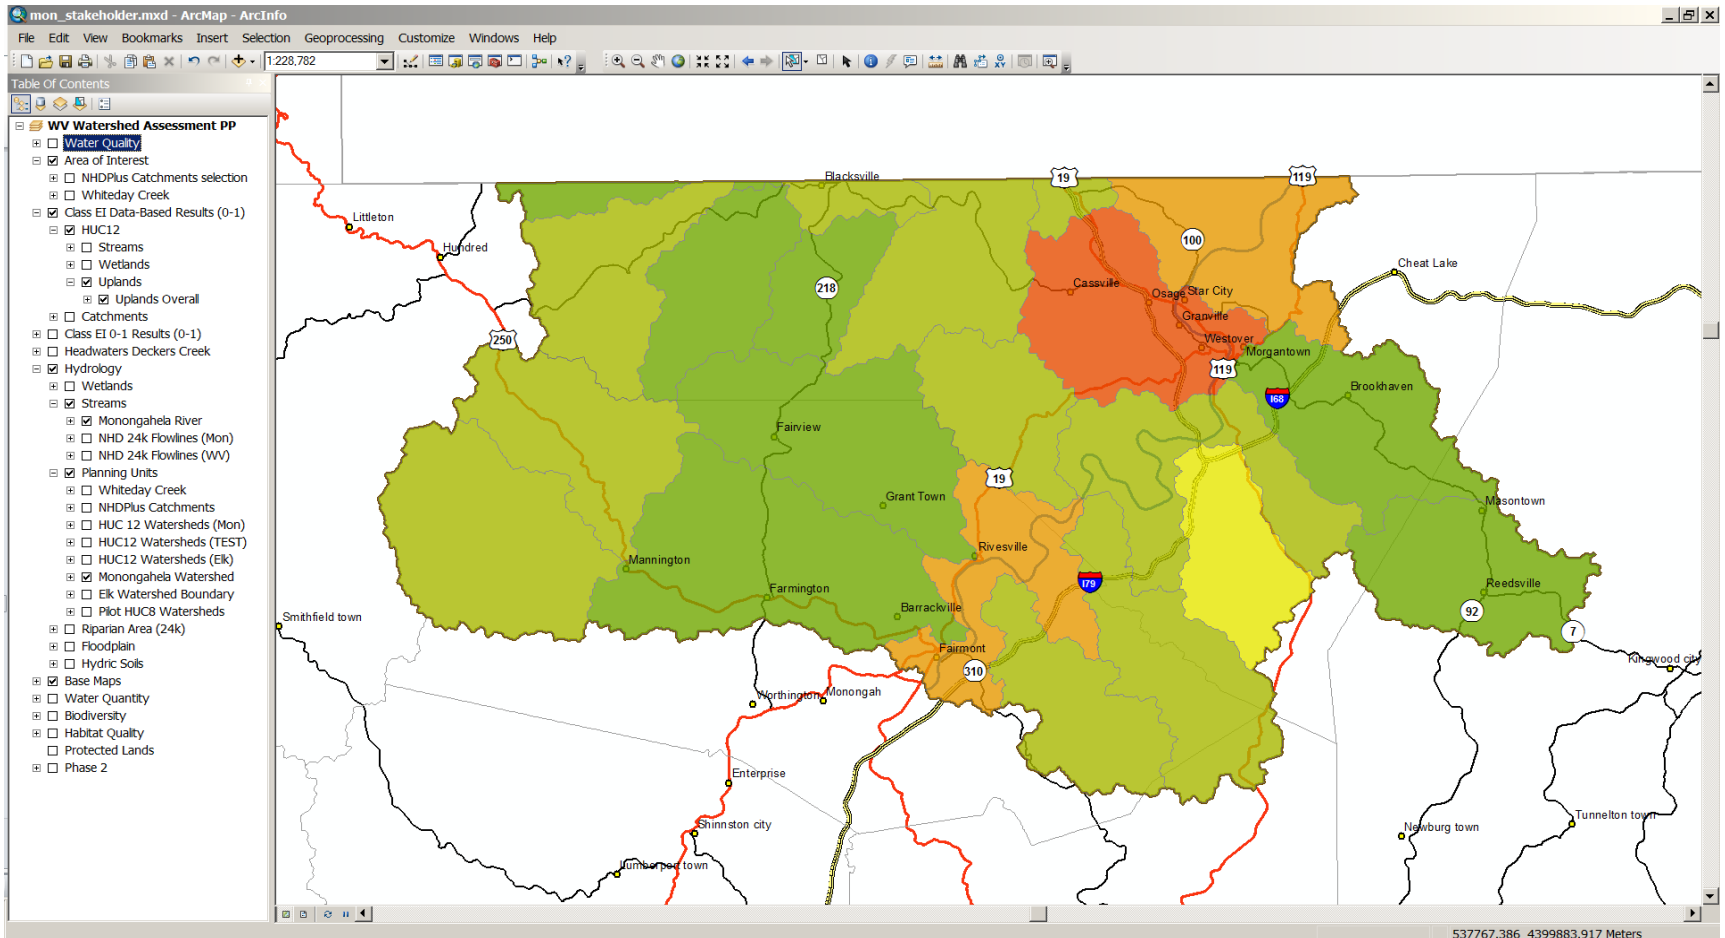 mon_stakeholder.mxd - ArcMap - ArcInfo
File Edit View Bookmarks Insert Selection Geoprocessing Customize Windows Help
1:228,782
Table Of Contents
WV Watershed Assessment PP
Water Quality
Area of Interest
NHDPlus Catchments selection
Whiteday Creek
Class EI Data-Based Results (0-1)
HUC12
Streams
Wetlands
Uplands
Uplands Overall
Catchments
Class EI 0-1 Results (0-1)
Headwaters Deckers Creek
Hydrology
Wetlands
Streams
Monongahela River
NHD 24k Flowlines (Mon)
NHD 24k Flowlines (WV)
Planning Units
Whiteday Creek
NHDPlus Catchments
HUC 12 Watersheds (Mon)
HUC12 Watersheds (TEST)
HUC12 Watersheds (Elk)
Monongahela Watershed
Elk Watershed Boundary
Pilot HUC8 Watersheds
Riparian Area (24k)
Floodplain
Hydric Soils
Base Maps
Water Quantity
Biodiversity
Habitat Quality
Protected Lands
Phase 2
Blacksville
19
119
Littleton
Hundred
100
Cheat Lake
218
Cassville
Osage
Star City
Granville
250
Westover
Morgantown
119
Brookhaven
I68
Fairview
19
Grant Town
Masontown
Rivesville
Mannington
I79
Farmington
Reedsville
Barrackville
92
Smithfield town
7
Fairmont
310
Kingwood city
Worthington
Monongah
Enterprise
Shinnston city
Tunnelton town
Newburg town
Lumberport town
537767.386 4399883.917 Meters